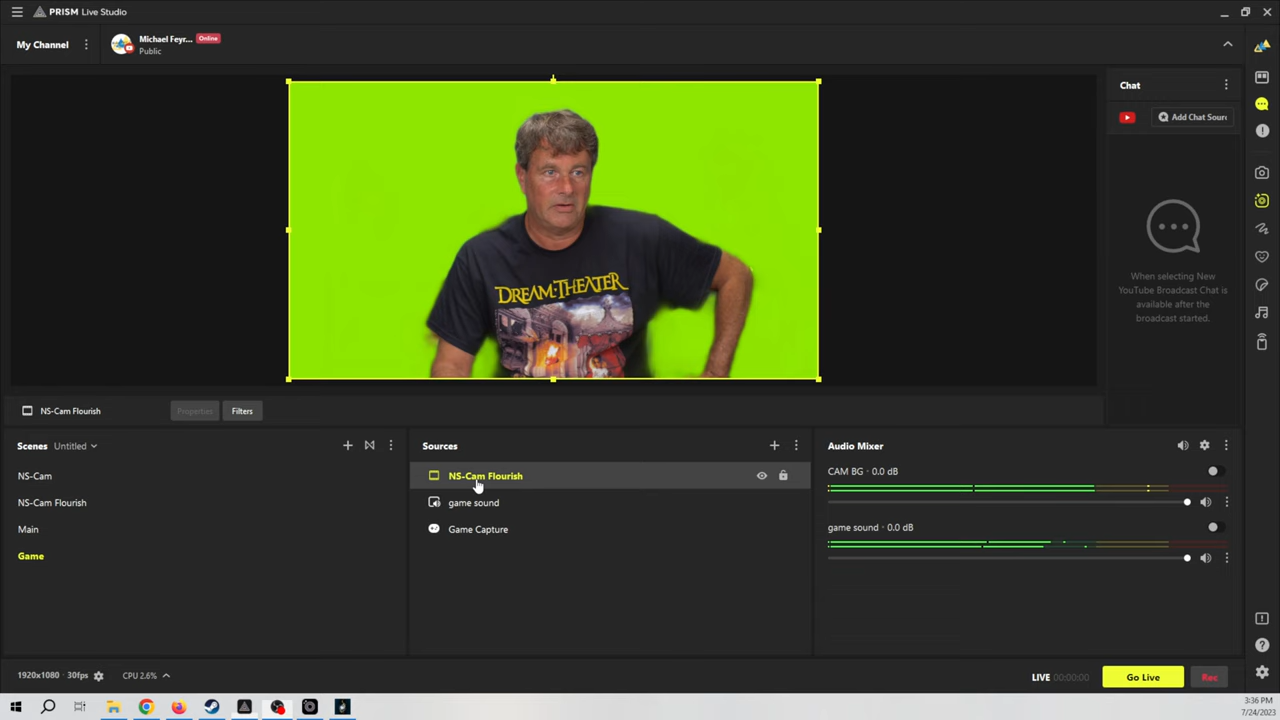 PRISM Live Studio
My Channel
Michael Feyr... Online
Public
Chat
Add Chat Sour
When selecting New
YouTube Broadcast Chat is
available after the
broadcast started.
DREAM THEATER
NS-Cam Flourish Properties Filters
Scenes Untitled
NS-Cam
NS-Cam Flourish
Main
Game
Sources
NS-Cam Flourish
game sound
Game Capture
Audio Mixer
CAM BG · 0.0 dB
game sound · 0.0 dB
1920x1080 · 30fps CPU 2.6%
LIVE 00:00:00 Go Live Rec
3:36 PM
7/24/2023